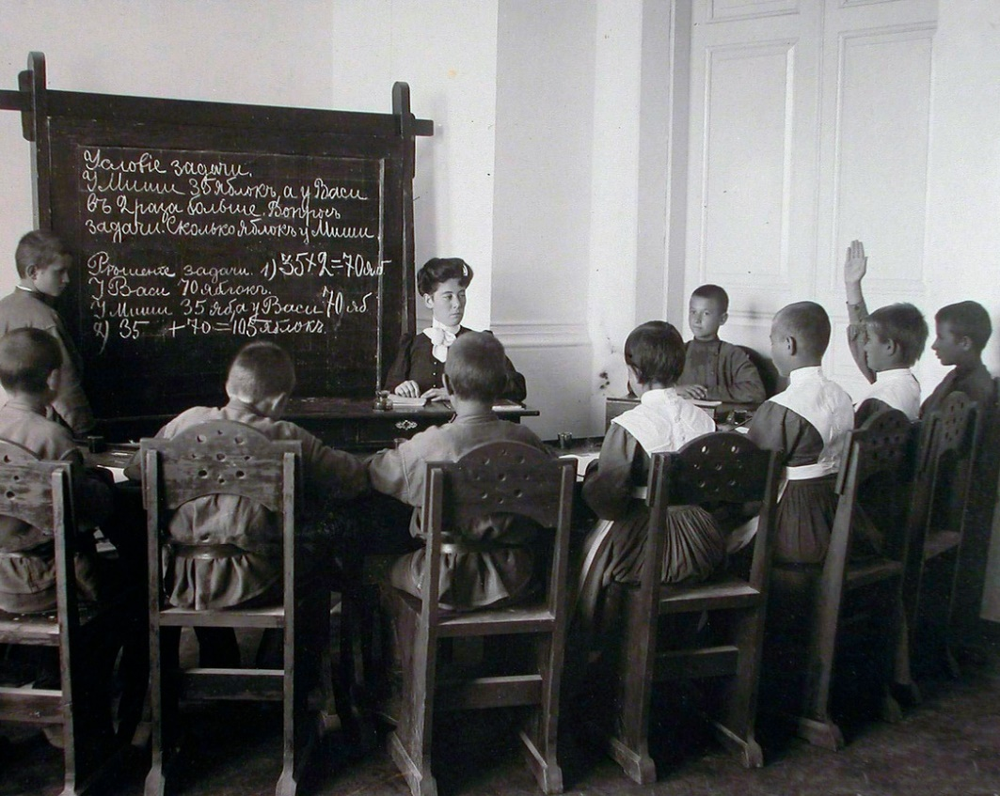 Условіе задачи.
У Миши 35 яблокъ, а у Васи
въ 2 раза больше. Вопросъ
задачи: Сколько яблокъ у Миши
Рѣшеніе задачи. 1) 35×2=70 яб
У Васи 70 яблокъ.
У Миши 35 яб, а у Васи 70 яб
2) 35 +70=105 яблокъ.